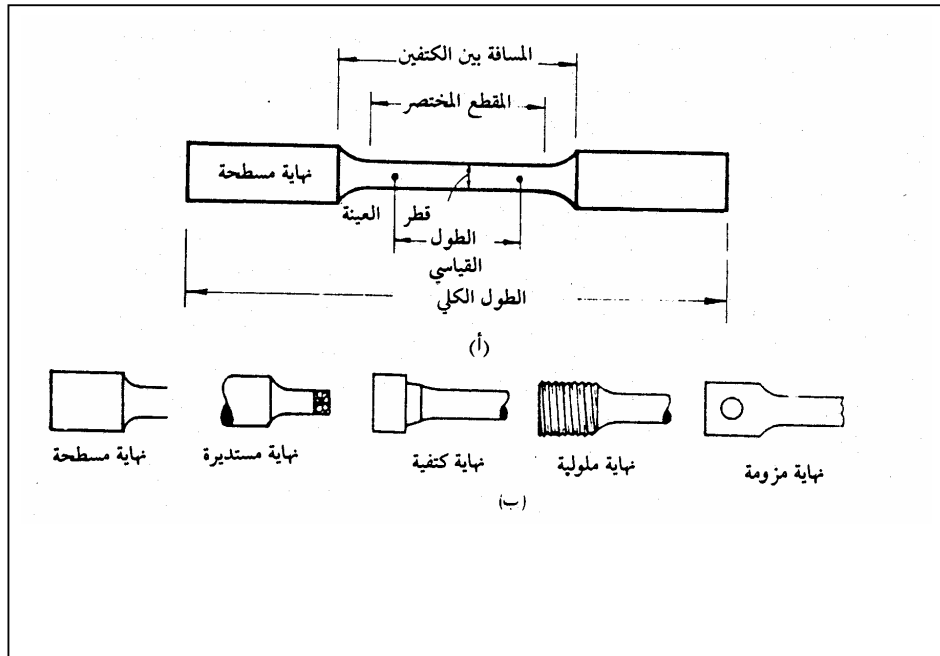 المسافة بين الكتفين
المقطع المختصر
نهاية مسطحة
قطر العينة
الطول
القياسي
الطول الكلي
(أ)
نهاية مزومة
نهاية ملولبة
نهاية كتفية
نهاية مستديرة
نهاية مسطحة
(ب)